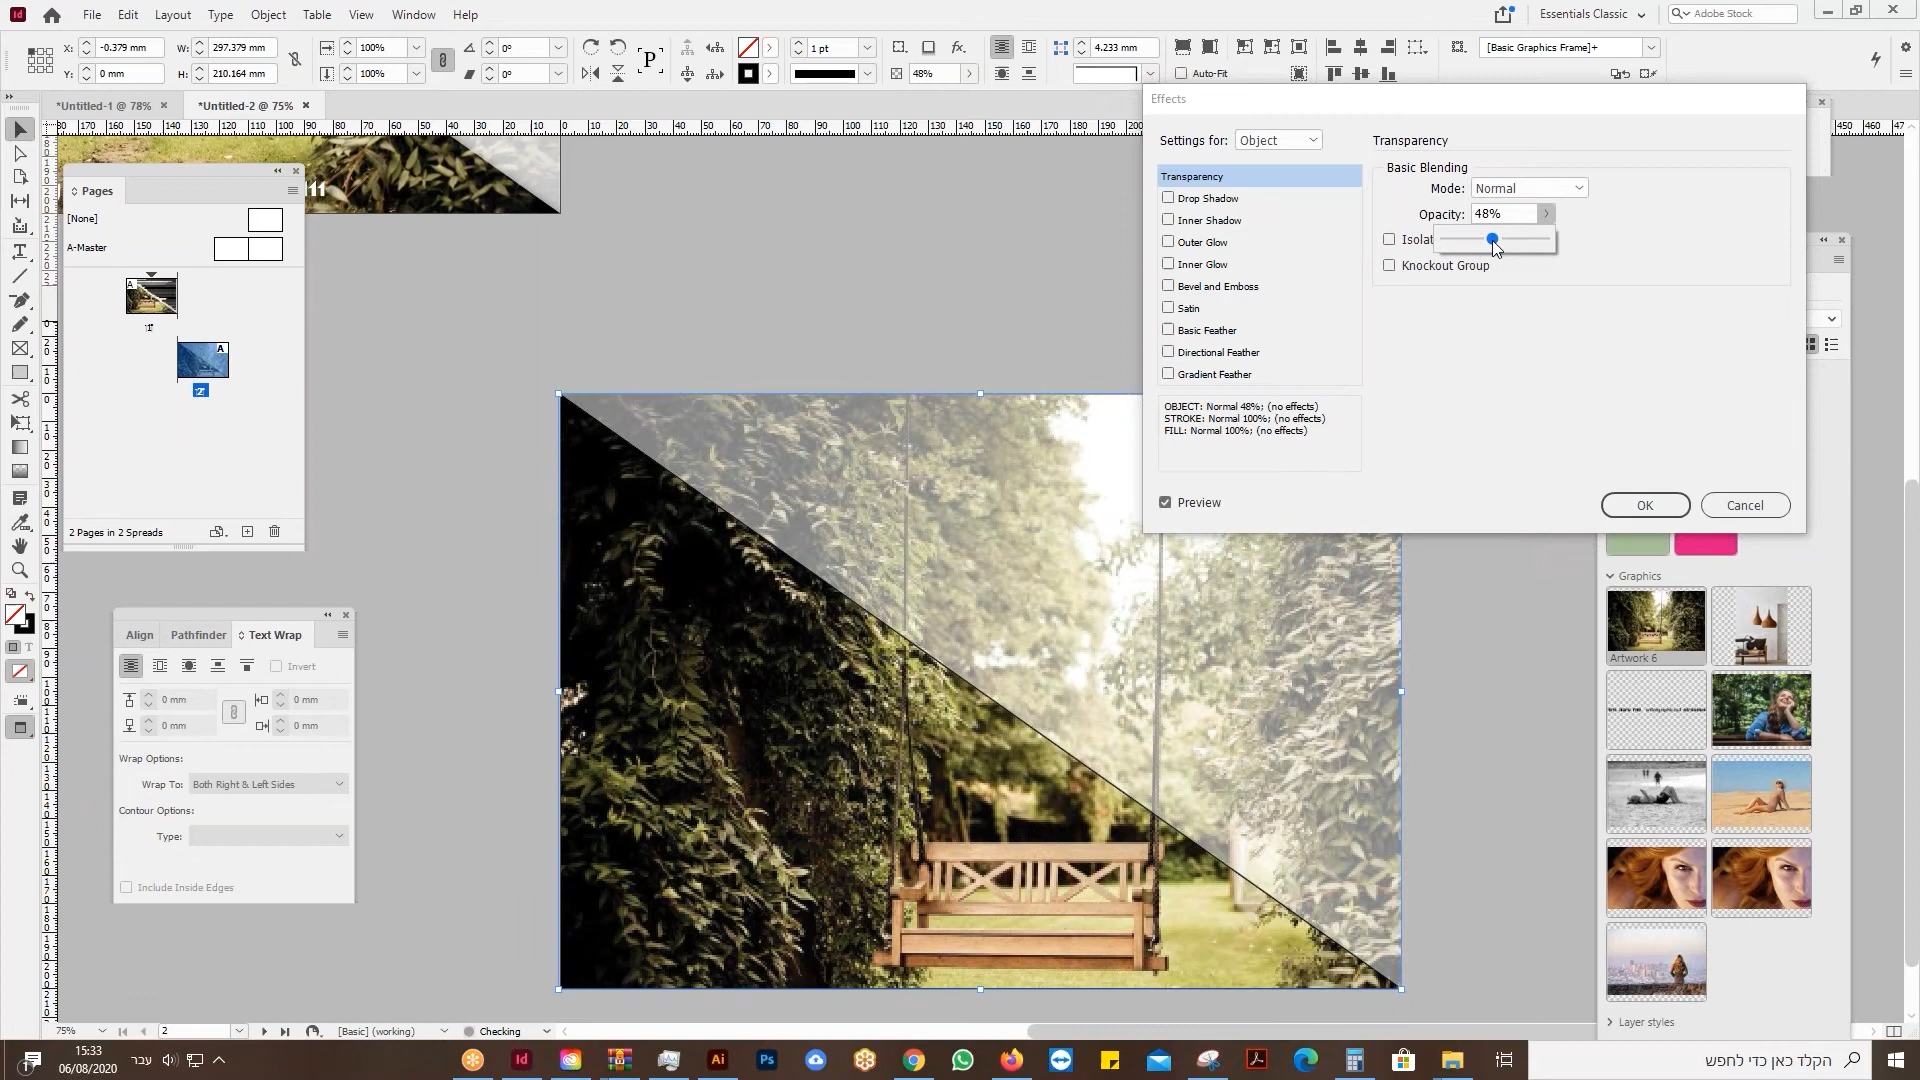 Id File Edit Layout Type Object Table View Window Help Essentials Classic Adobe Stock
X: -0.379 mm W: 297.379 mm 100% 0° P 1 pt fx. 4.233 mm [Basic Graphics Frame]+
Y: 0 mm H: 210.164 mm 100% 0° 48% Auto-Fit
*Untitled-1 @ 78% × *Untitled-2 @ 75% ×
Effects
Settings for: Object
Transparency
Drop Shadow
Inner Shadow
Outer Glow
Inner Glow
Bevel and Emboss
Satin
Basic Feather
Directional Feather
Gradient Feather
OBJECT: Normal 48%; (no effects)
STROKE: Normal 100%; (no effects)
FILL: Normal 100%; (no effects)
Preview
Transparency
Basic Blending
Mode: Normal
Opacity: 48%
Isolat
Knockout Group
OK Cancel
Pages
[None]
A-Master
A
1
A
2
2 Pages in 2 Spreads
Align Pathfinder Text Wrap
Invert
0 mm 0 mm
0 mm 0 mm
Wrap Options:
Wrap To: Both Right & Left Sides
Contour Options:
Type:
Include Inside Edges
Graphics
Artwork 6
Layer styles
75% 2 [Basic] (working) Checking
15:33
06/08/2020
עבר
Id Ai Ps
הקלד כאן כדי לחפש